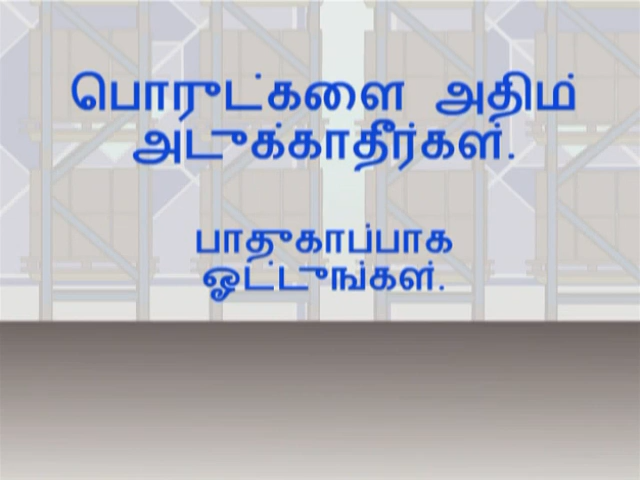 பொருட்களை அதிம்
அடுக்காதீர்கள்.
பாதுகாப்பாக
ஓட்டுங்கள்.